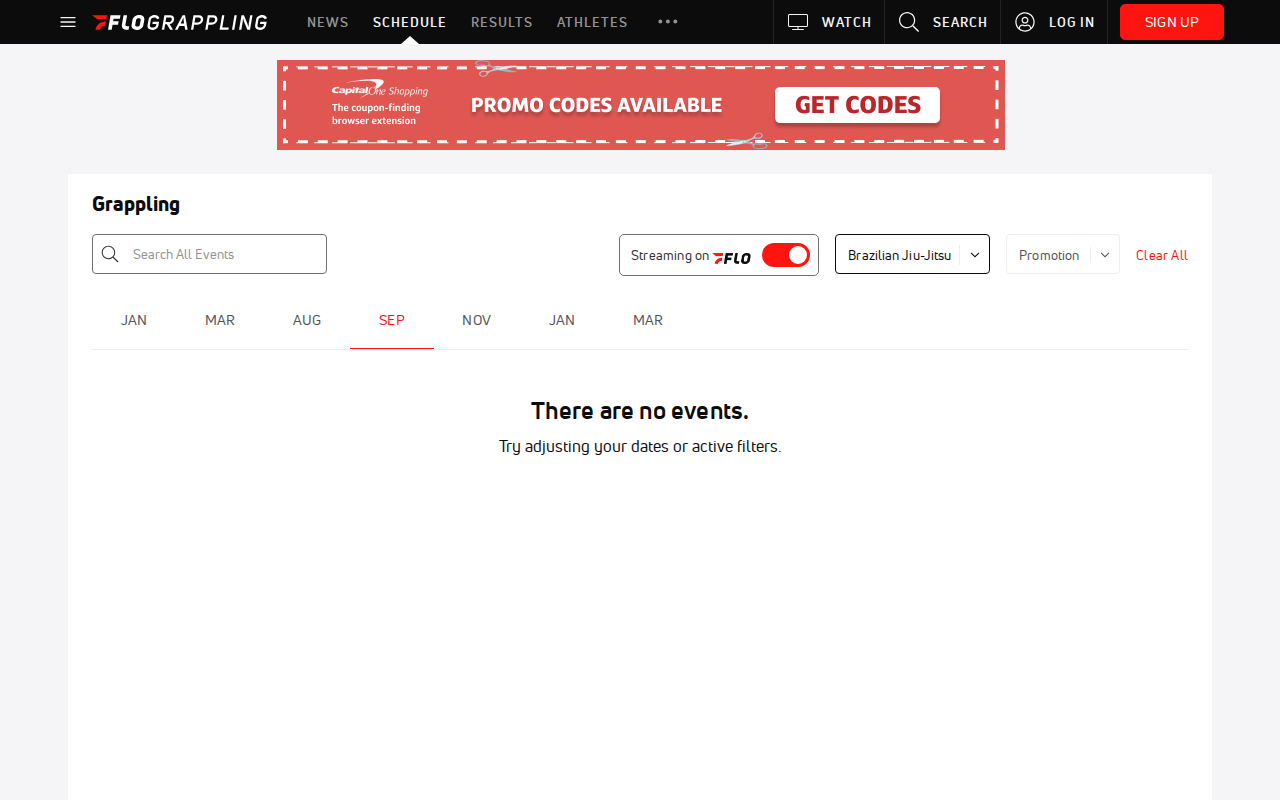 FLOGRAPPLING
NEWS
SCHEDULE
RESULTS
ATHLETES
WATCH
SEARCH
LOG IN
SIGN UP
Capital One Shopping
The coupon-finding
browser extension
PROMO CODES AVAILABLE
GET CODES
Grappling
Search All Events
Streaming on FLO
Brazilian Jiu-Jitsu
Promotion
Clear All
JAN
MAR
AUG
SEP
NOV
JAN
MAR
There are no events.
Try adjusting your dates or active filters.